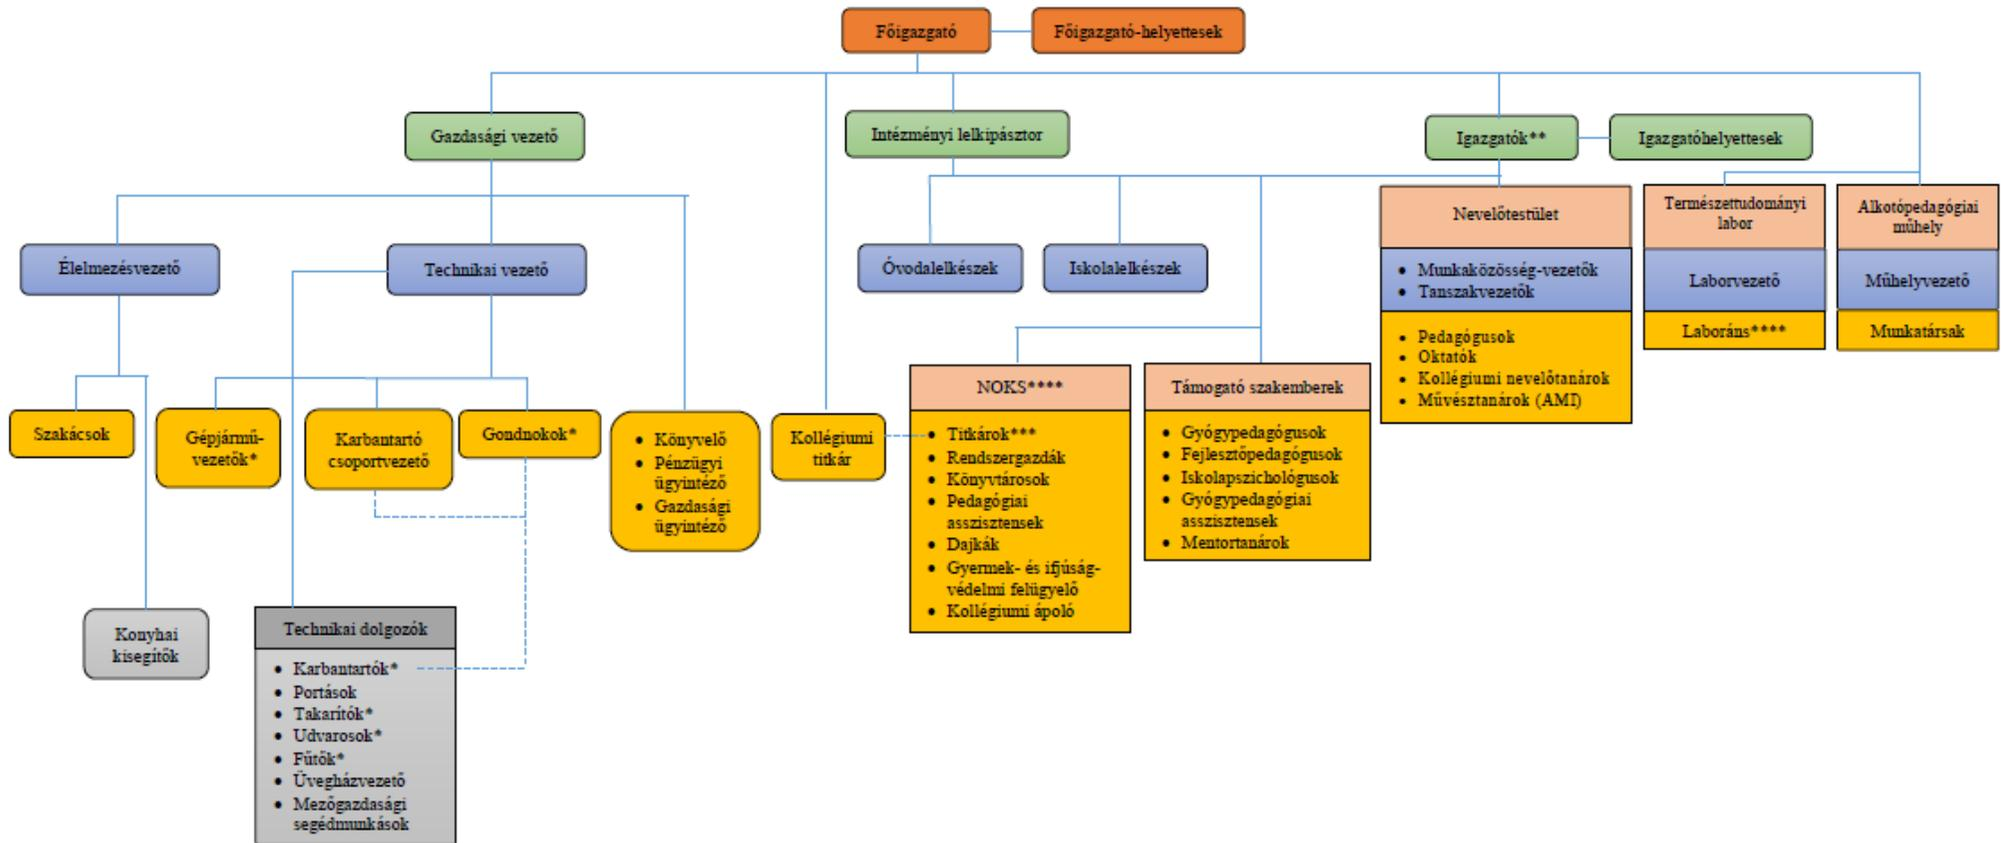 Főigazgató
Főigazgató-helyettesek
Gazdasági vezető
Intézményi lelkipásztor
Igazgatók**
Igazgatóhelyettesek
Élelmezésvezető
Technikai vezető
Óvodalelkészek
Iskolalelkészek
Nevelőtestület
• Munkaközösség-vezetők
• Tanszakvezetők
• Pedagógusok
• Oktatók
• Kollégiumi nevelőtanárok
• Művésztanárok (AMI)
Természettudományi
labor
Laborvezető
Laboráns****
Alkotópedagógiai
műhely
Műhelyvezető
Munkatársak
Szakácsok
Gépjármű-
vezetők*
Karbantartó
csoportvezető
Gondnokok*
• Könyvelő
• Pénzügyi
ügyintéző
• Gazdasági
ügyintéző
Kollégiumi
titkár
NOKS****
• Titkárok***
• Rendszergazdák
• Könyvtárosok
• Pedagógiai
asszisztensek
• Dajkák
• Gyermek- és ifjúság-
védelmi felügyelő
• Kollégiumi ápoló
Támogató szakemberek
• Gyógypedagógusok
• Fejlesztőpedagógusok
• Iskolapszichológusok
• Gyógypedagógiai
asszisztensek
• Mentortanárok
Konyhai
kisegítők
Technikai dolgozók
• Karbantartók*
• Portások
• Takarítók*
• Udvarosok*
• Fűtők*
• Üvegházvezető
• Mezőgazdasági
segédmunkások